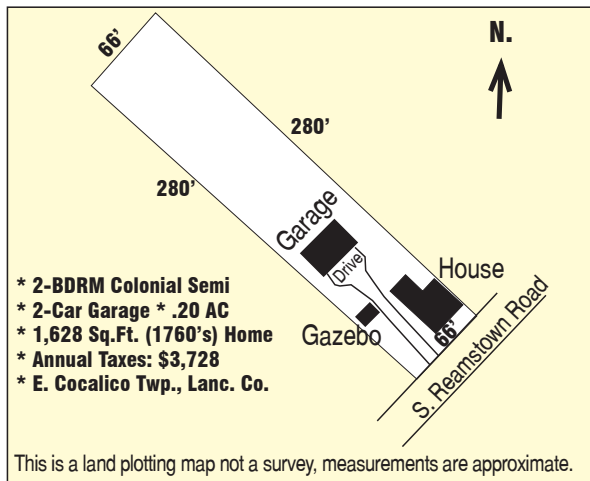 66'
N.
280'
280'
Garage
Drive
House
Gazebo
66'
S. Reamstown Road
* 2-BDRM Colonial Semi
* 2-Car Garage * .20 AC
* 1,628 Sq.Ft. (1760's) Home
* Annual Taxes: $3,728
* E. Cocalico Twp., Lanc. Co.
This is a land plotting map not a survey, measurements are approximate.